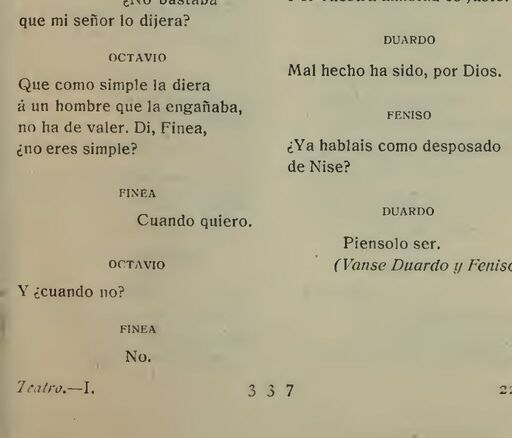 ¿No bastaba
que mi señor lo dijera?
OCTAVIO
Que como simple la diera
á un hombre que la engañaba,
no ha de valer. Di, Finea,
¿no eres simple?
FINEA
Cuando quiero.
OCTAVIO
Y ¿cuando no?
FINEA
No.
DUARDO
Mal hecho ha sido, por Dios.
FENISO
¿Ya hablais como desposado
de Nise?
DUARDO
Piensolo ser.
(Vanse Duardo y Feniso
Teatro.—I.
337
22